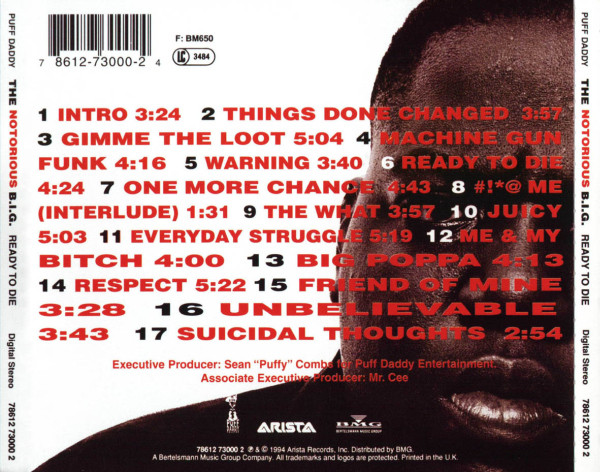 PUFF DADDY THE NOTORIOUS B.I.G. READY TO DIE Digital Stereo 78612 73000 2
7 8612-73000-2 4
F: BM650
LC 3484
1 INTRO 3:24 2 THINGS DONE CHANGED 3:57
3 GIMME THE LOOT 5:04 4 MACHINE GUN
FUNK 4:16 5 WARNING 3:40 6 READY TO DIE
4:24 7 ONE MORE CHANCE 4:43 8 #!*@ ME
(INTERLUDE) 1:31 9 THE WHAT 3:57 10 JUICY
5:03 11 EVERYDAY STRUGGLE 5:19 12 ME & MY
BITCH 4:00 13 BIG POPPA 4:13
14 RESPECT 5:22 15 FRIEND OF MINE
3:28 16 UNBELIEVABLE
3:43 17 SUICIDAL THOUGHTS 2:54
Executive Producer: Sean "Puffy" Combs for Puff Daddy Entertainment.
Associate Executive Producer: Mr. Cee
ARISTA
BMG
BERTELSMANN MUSIC GROUP
78612 73000 2 ℗ & © 1994 Arista Records, Inc. Distributed by BMG.
A Bertelsmann Music Group Company. All trademarks and logos are protected. Printed in the U.K.
PUFF DADDY THE NOTORIOUS B.I.G. READY TO DIE Digital Stereo 78612 73000 2